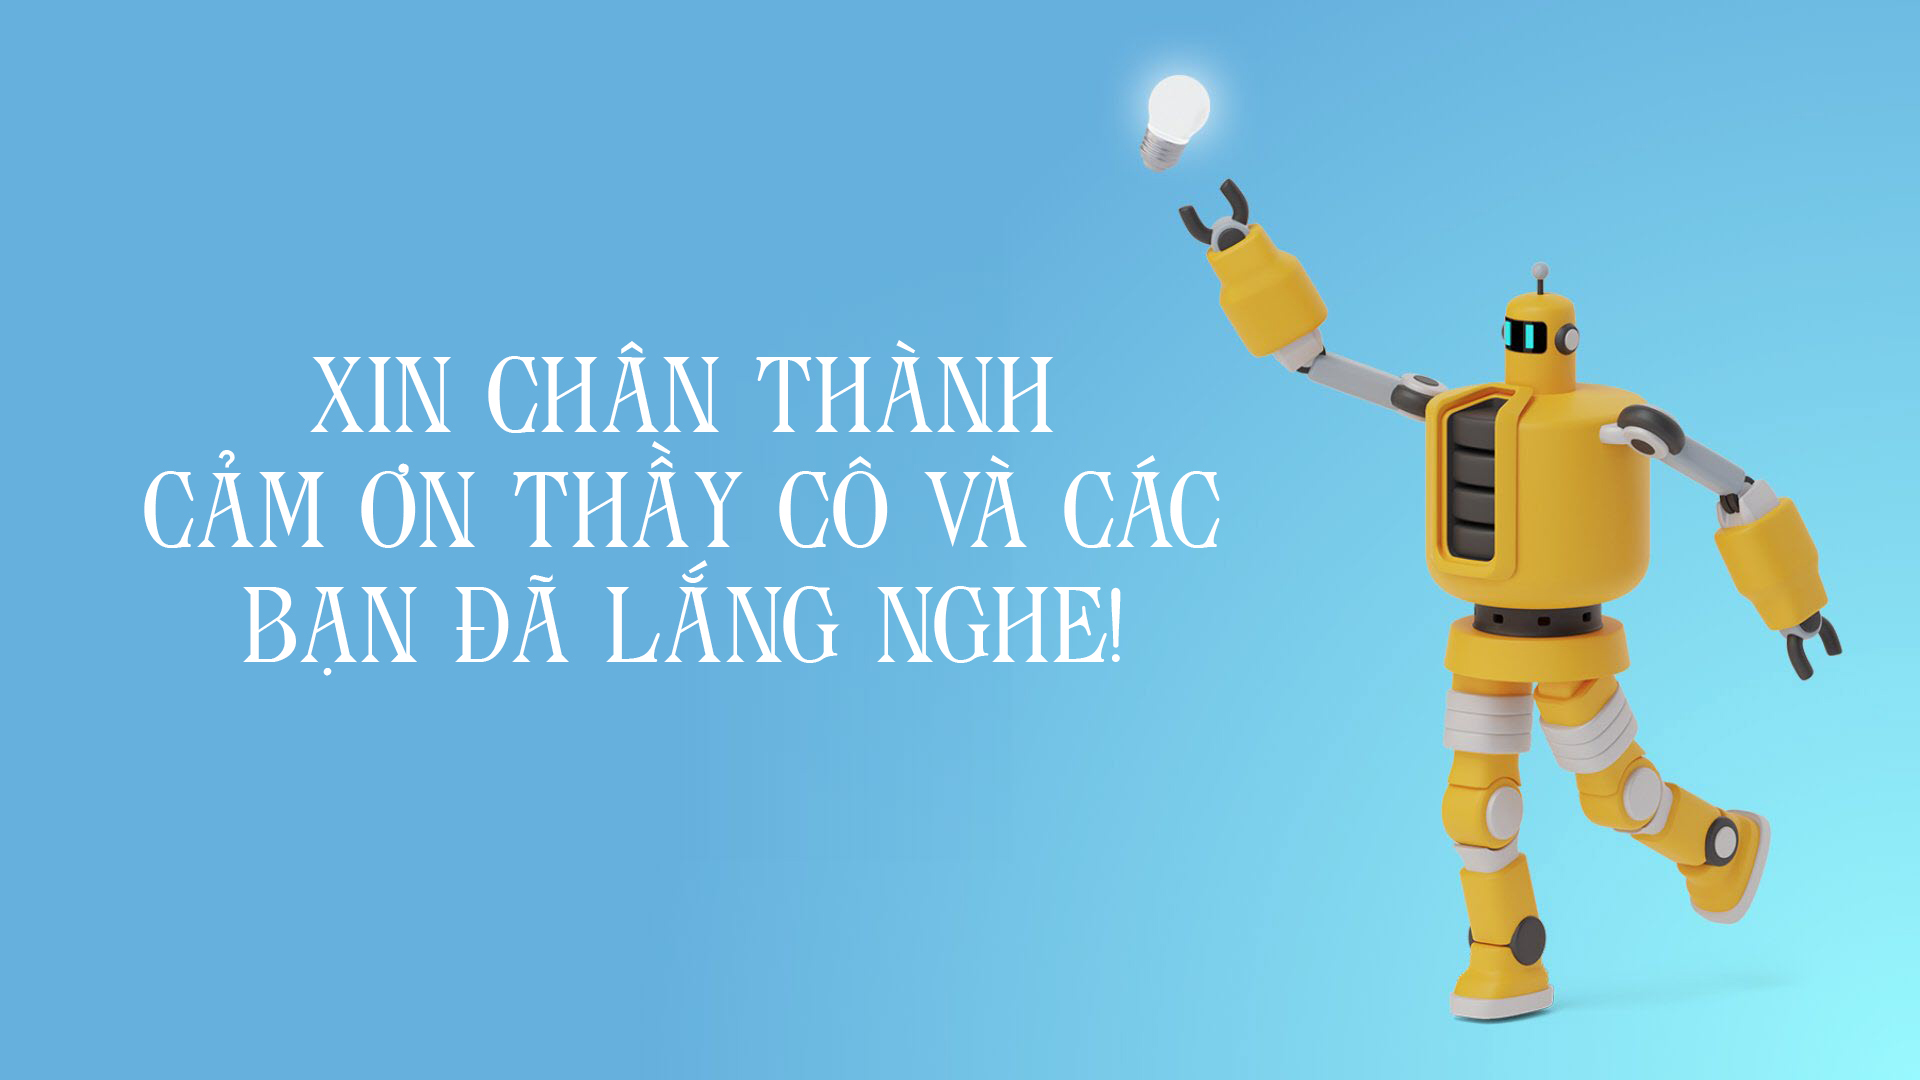 XIN CHÂN THÀNH
CẢM ƠN THẦY CÔ VÀ CÁC
BẠN ĐÃ LẮNG NGHE!